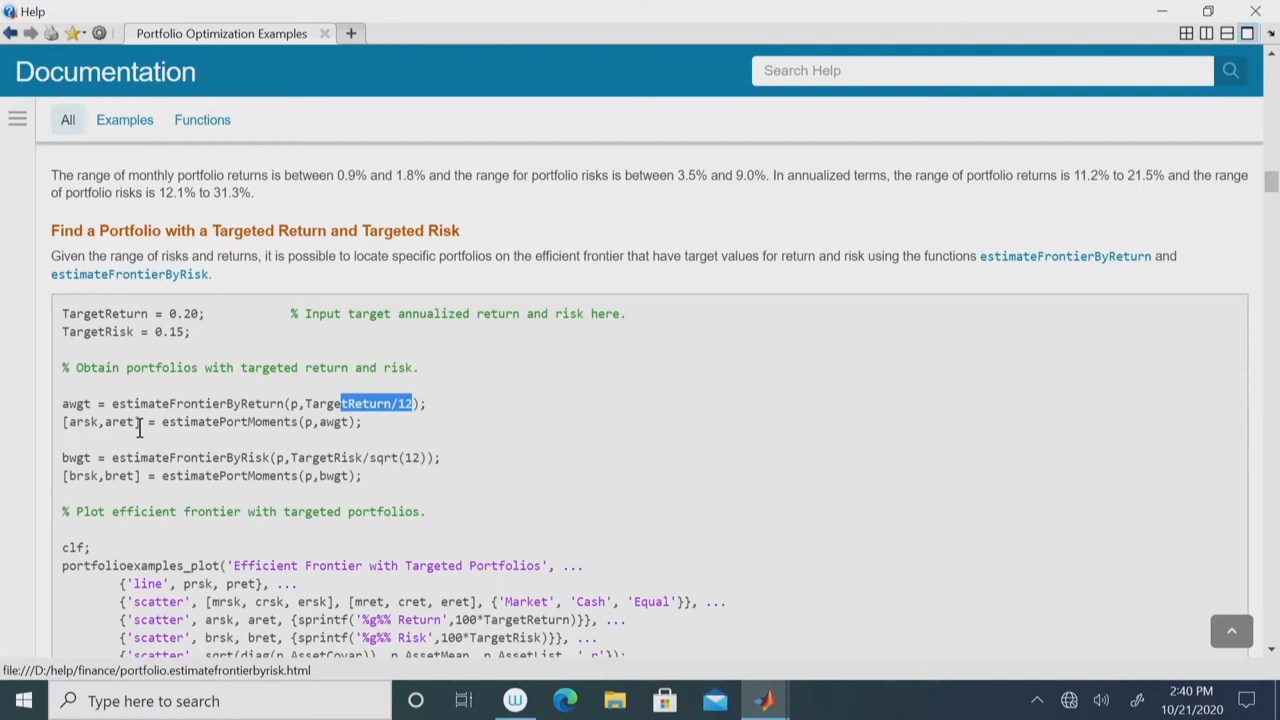 Help
Portfolio Optimization Examples
Documentation
Search Help
All Examples Functions
The range of monthly portfolio returns is between 0.9% and 1.8% and the range for portfolio risks is between 3.5% and 9.0%. In annualized terms, the range of portfolio returns is 11.2% to 21.5% and the range
of portfolio risks is 12.1% to 31.3%.
Find a Portfolio with a Targeted Return and Targeted Risk
Given the range of risks and returns, it is possible to locate specific portfolios on the efficient frontier that have target values for return and risk using the functions estimateFrontierByReturn and
estimateFrontierByRisk.
TargetReturn = 0.20; % Input target annualized return and risk here.
TargetRisk = 0.15;
% Obtain portfolios with targeted return and risk.
awgt = estimateFrontierByReturn(p,TargetReturn/12);
[arsk,aret] = estimatePortMoments(p,awgt);
bwgt = estimateFrontierByRisk(p,TargetRisk/sqrt(12));
[brsk,bret] = estimatePortMoments(p,bwgt);
% Plot efficient frontier with targeted portfolios.
clf;
portfolioexamples_plot('Efficient Frontier with Targeted Portfolios', ...
{'line', prsk, pret}, ...
{'scatter', [mrsk, crsk, ersk], [mret, cret, eret], {'Market', 'Cash', 'Equal'}}, ...
{'scatter', arsk, aret, {sprintf('%g%% Return',100*TargetReturn)}}, ...
{'scatter', brsk, bret, {sprintf('%g%% Risk',100*TargetRisk)}}, ...
{'scatter', sqrt(diag(p.AssetCovar)), p.AssetMean, p.AssetList, '.r'});
file:///D:/help/finance/portfolio.estimatefrontierbyrisk.html
Type here to search
2:40 PM
10/21/2020